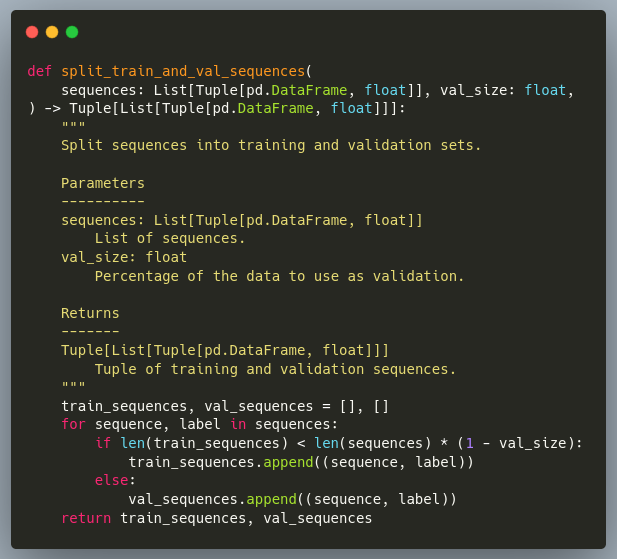 def split_train_and_val_sequences(
    sequences: List[Tuple[pd.DataFrame, float]], val_size: float,
) -> Tuple[List[Tuple[pd.DataFrame, float]]]:
    """
    Split sequences into training and validation sets.

    Parameters
    ----------
    sequences: List[Tuple[pd.DataFrame, float]]
        List of sequences.
    val_size: float
        Percentage of the data to use as validation.

    Returns
    -------
    Tuple[List[Tuple[pd.DataFrame, float]]]
        Tuple of training and validation sequences.
    """
    train_sequences, val_sequences = [], []
    for sequence, label in sequences:
        if len(train_sequences) < len(sequences) * (1 - val_size):
            train_sequences.append((sequence, label))
        else:
            val_sequences.append((sequence, label))
    return train_sequences, val_sequences